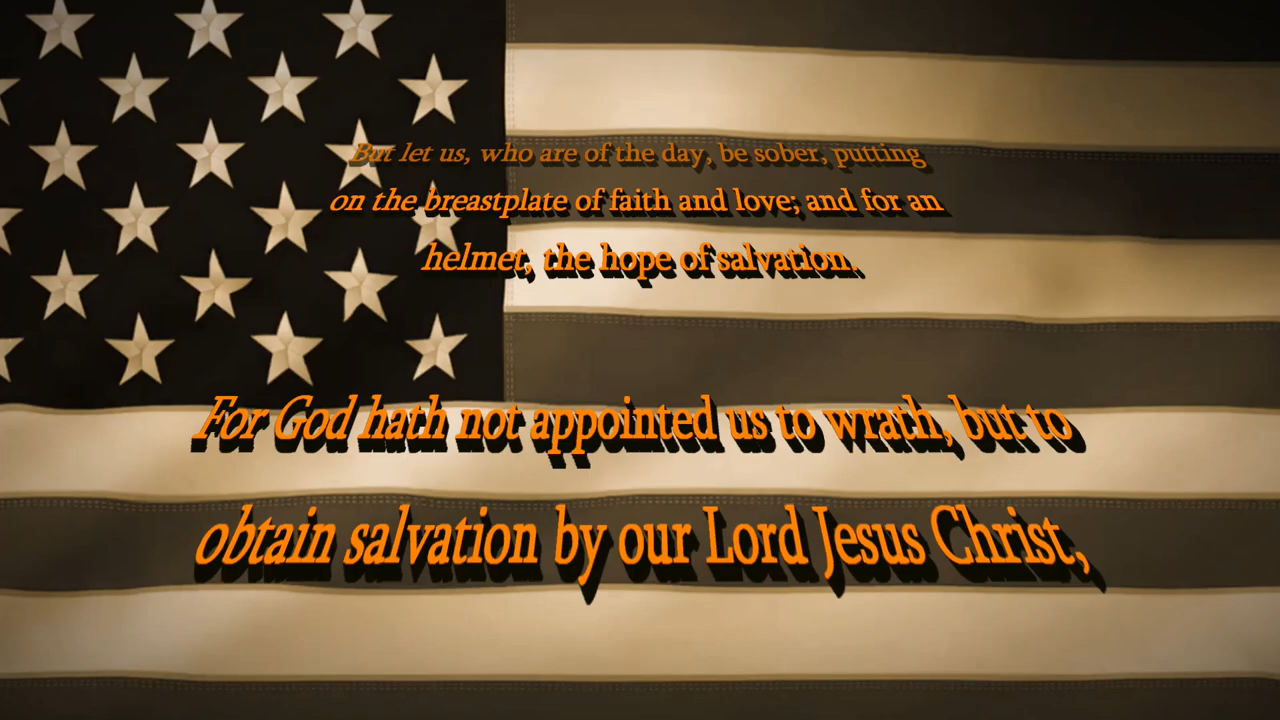 But let us, who are of the day, be sober, putting
on the breastplate of faith and love; and for an
helmet, the hope of salvation.
For God hath not appointed us to wrath, but to
obtain salvation by our Lord Jesus Christ,